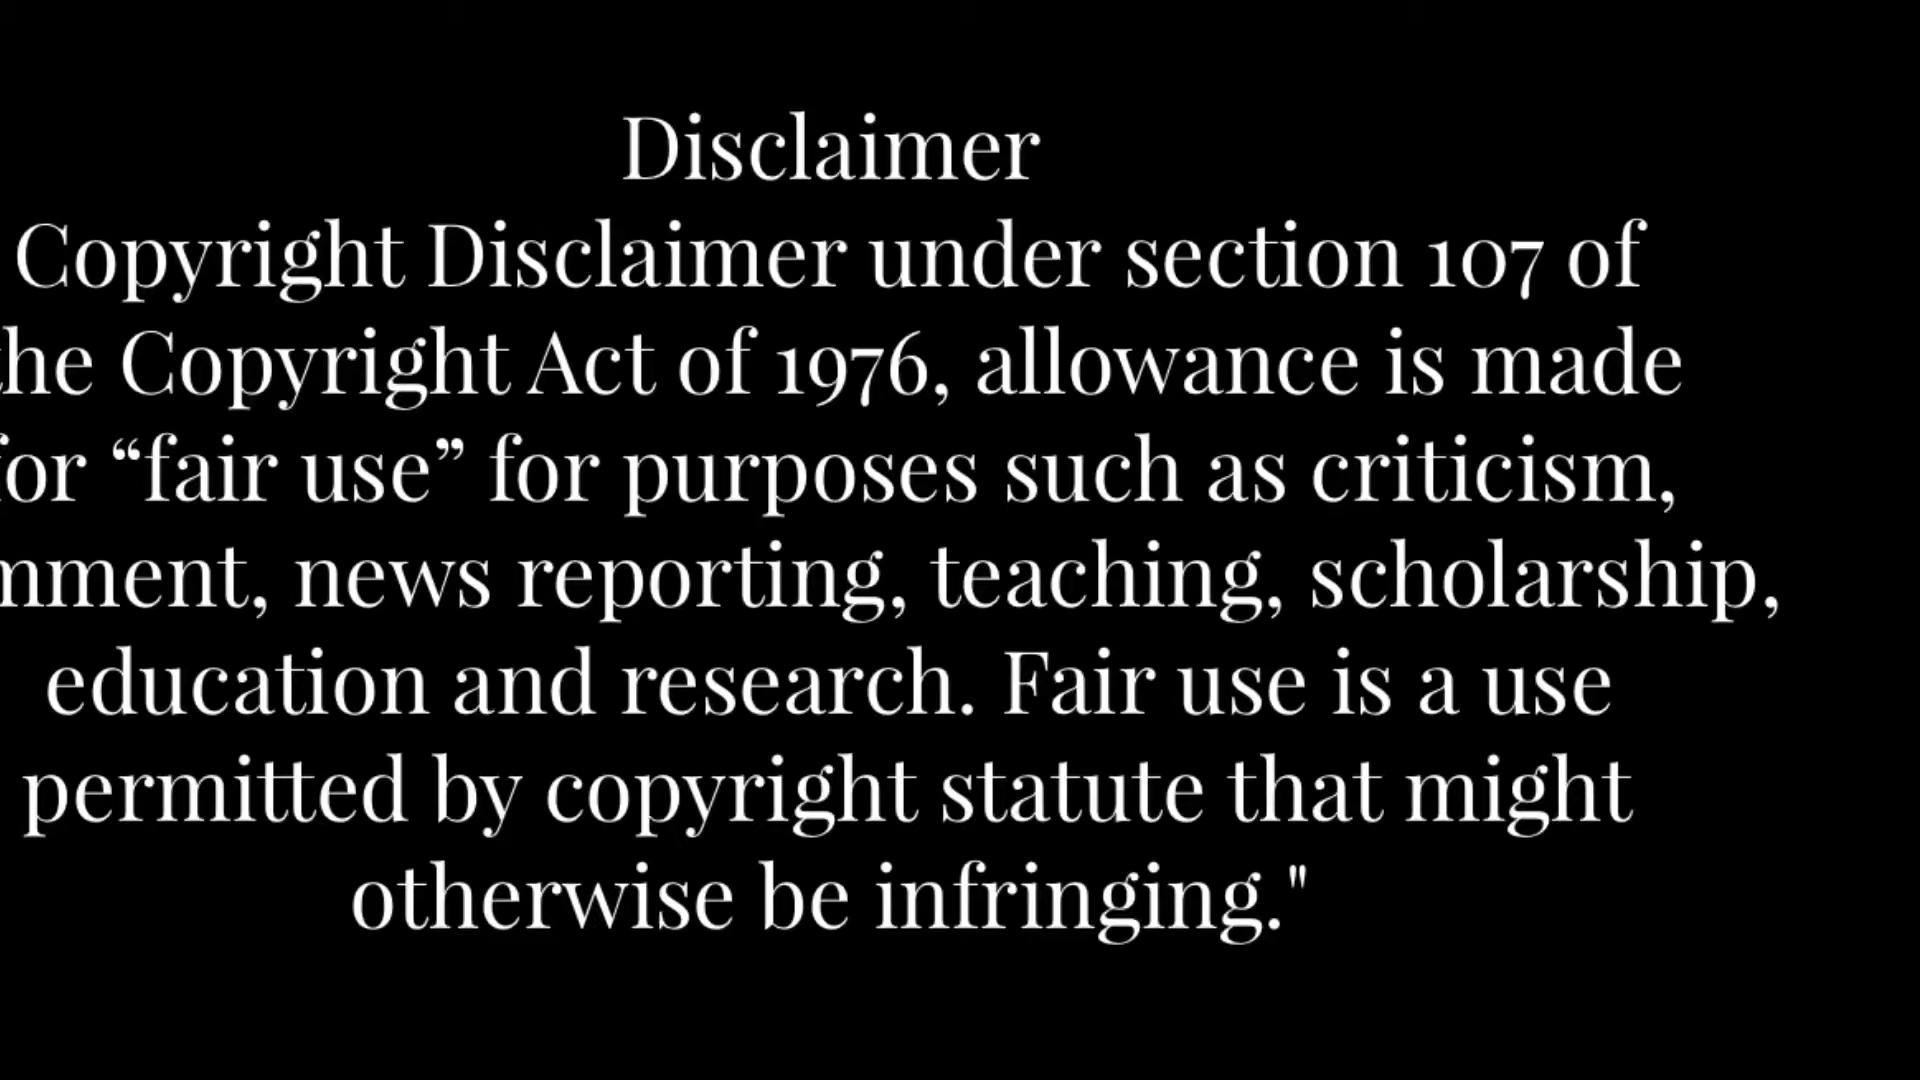 Disclaimer
Copyright Disclaimer under section 107 of
the Copyright Act of 1976, allowance is made
for “fair use” for purposes such as criticism,
mment, news reporting, teaching, scholarship,
education and research. Fair use is a use
permitted by copyright statute that might
otherwise be infringing."